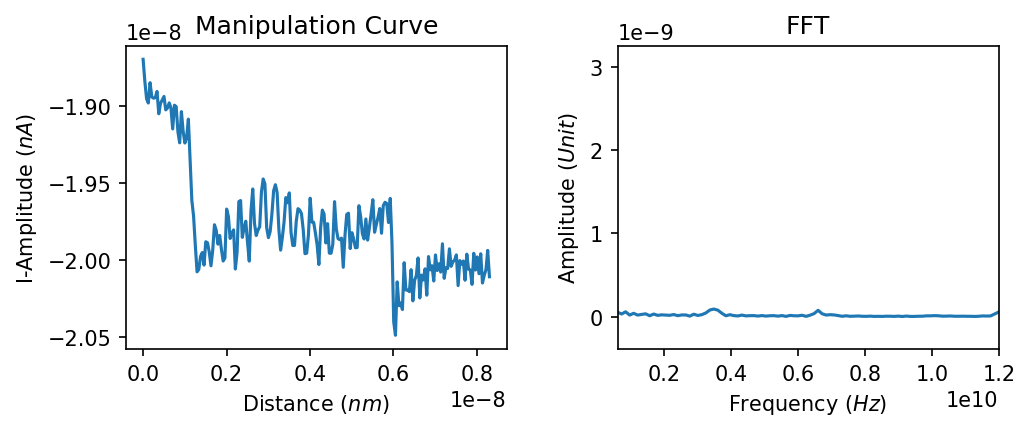 Manipulation Curve
1e−8
−1.90
−1.95
−2.00
−2.05
I-Amplitude (nA)
0.0 0.2 0.4 0.6 0.8
1e−8
Distance (nm)
FFT
1e−9
3
2
1
0
Amplitude (Unit)
0.2 0.4 0.6 0.8 1.0 1.2
1e10
Frequency (Hz)